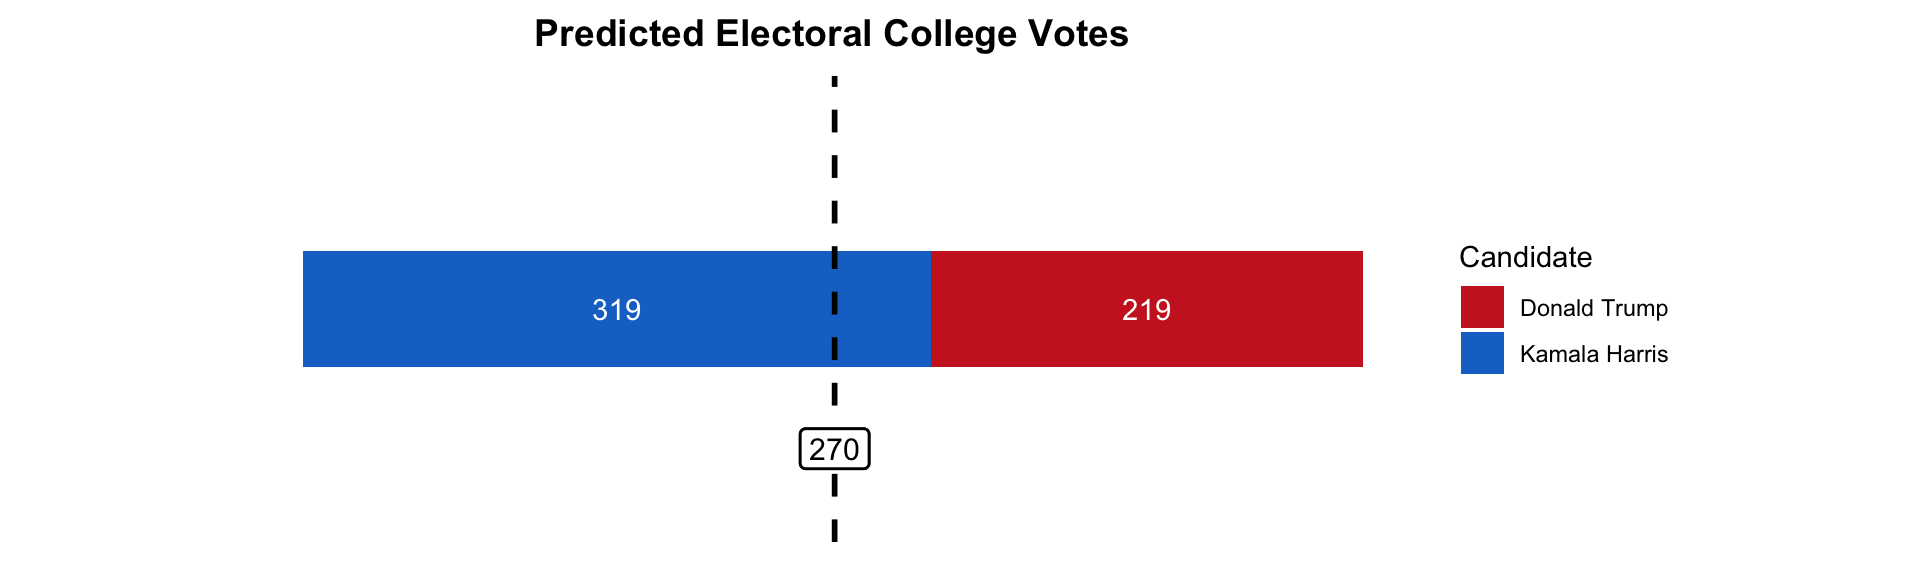 Predicted Electoral College Votes
319
219
270
Candidate
Donald Trump
Kamala Harris